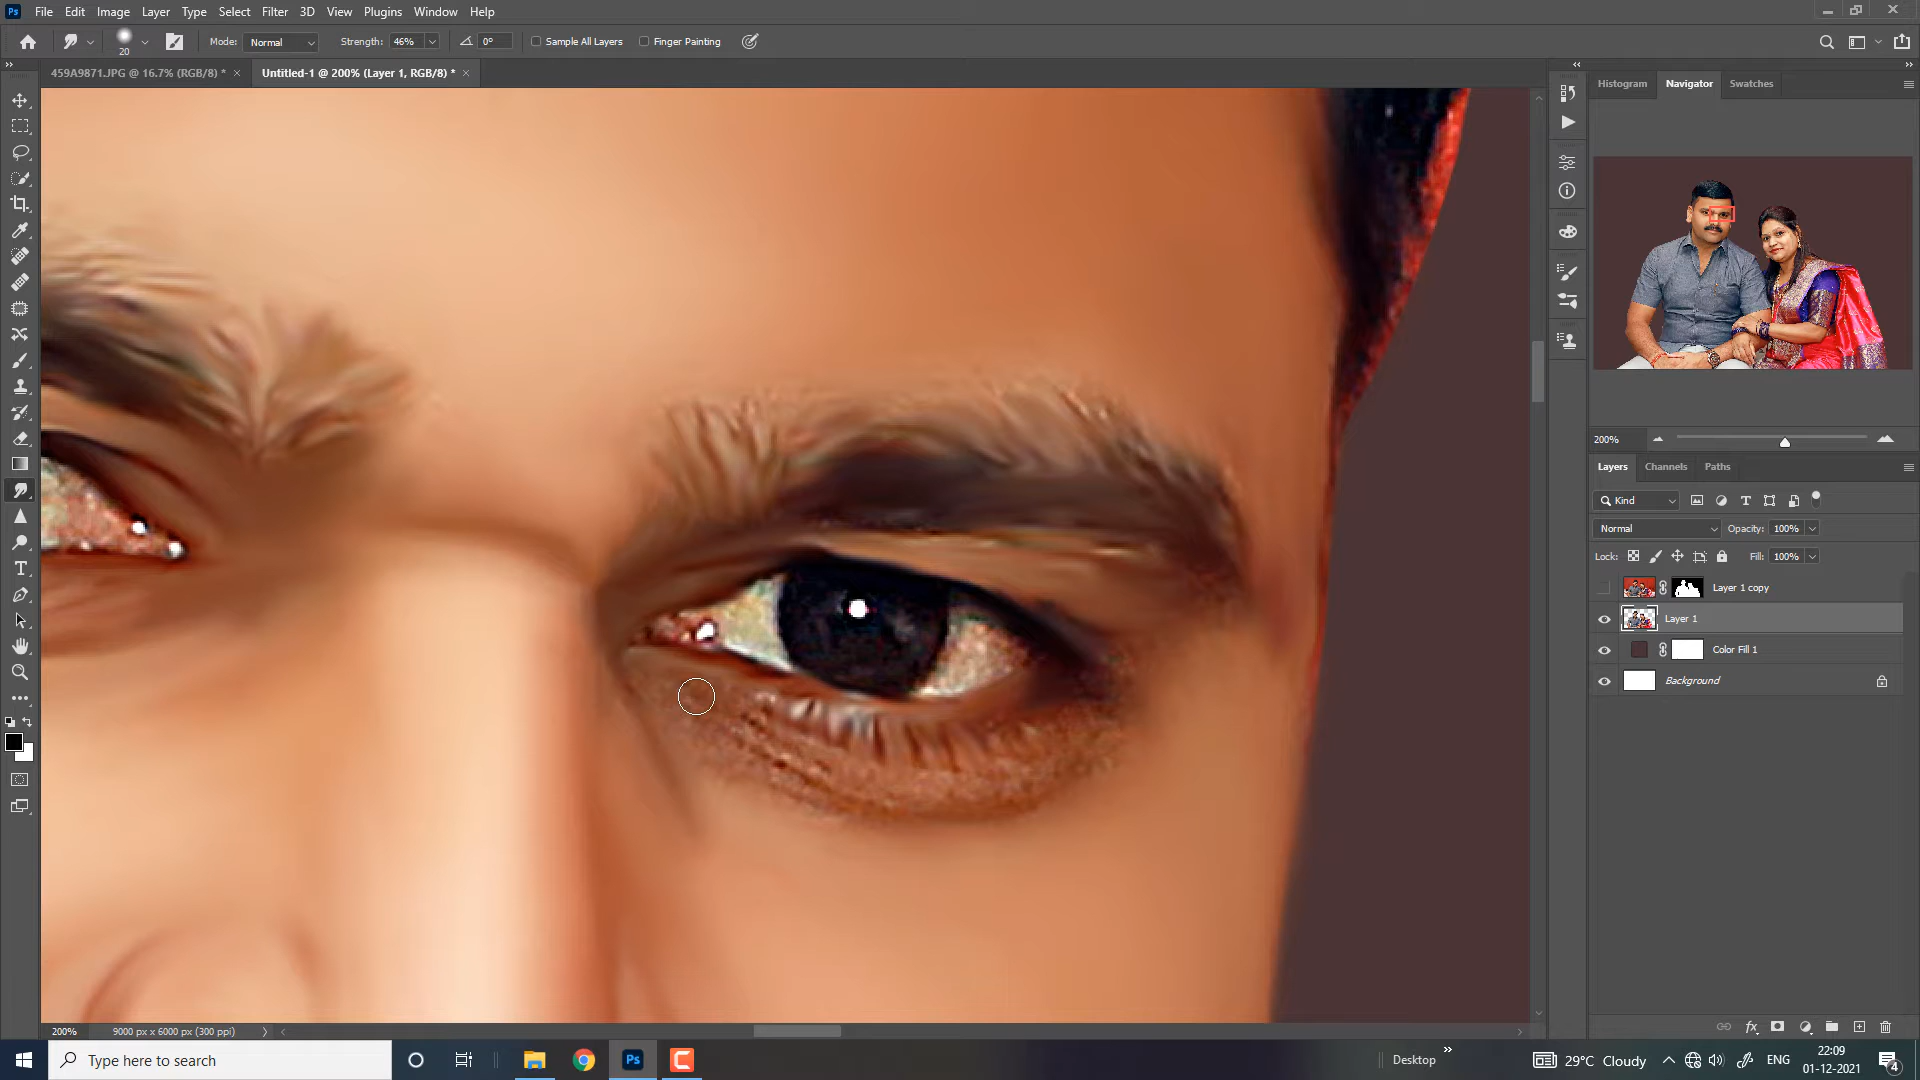 Ps File Edit Image Layer Type Select Filter 3D View Plugins Window Help
20 Mode: Normal Strength: 46% 0° Sample All Layers Finger Painting
459A9871.JPG @ 16.7% (RGB/8) * × Untitled-1 @ 200% (Layer 1, RGB/8) * ×
Histogram Navigator Swatches
200%
Layers Channels Paths
Kind
Normal Opacity: 100%
Lock: Fill: 100%
Layer 1 copy
Layer 1
Color Fill 1
Background
200% 9000 px x 6000 px (300 ppi)
Type here to search Ps Desktop 29°C Cloudy ENG 22:09
01-12-2021 4